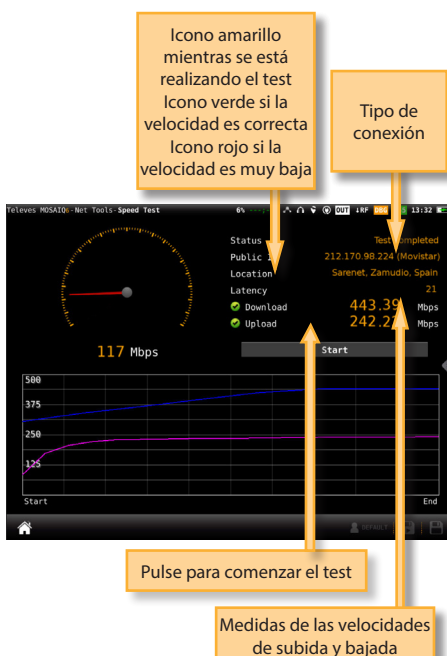 Icono amarillo
mientras se está
realizando el test
Icono verde si la
velocidad es correcta
Icono rojo si la
velocidad es muy baja
Tipo de
conexión
Televes MOSAIQ6-Net Tools-Speed Test 6% OUT ↓RF 13:32
Status Test completed
Public 212.170.98.224 (Movistar)
Location Sarenet, Zamudio, Spain
Latency 21
Download 443.39 Mbps
Upload Mbps
117 Mbps
Start
500
375
250
125
Start End
DEFAULT
Pulse para comenzar el test
Medidas de las velocidades
de subida y bajada